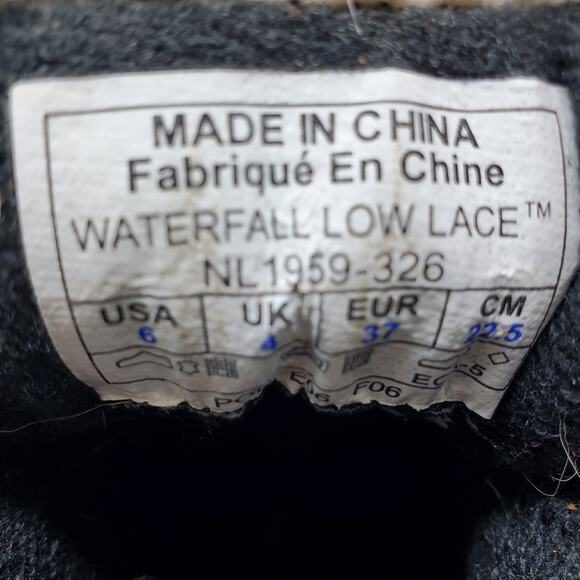 MADE IN CHINA
Fabriqué En Chine
WATERFALL LOW LACE™
NL1959-326
USA UK EUR CM
6 4 37 22.5
F06